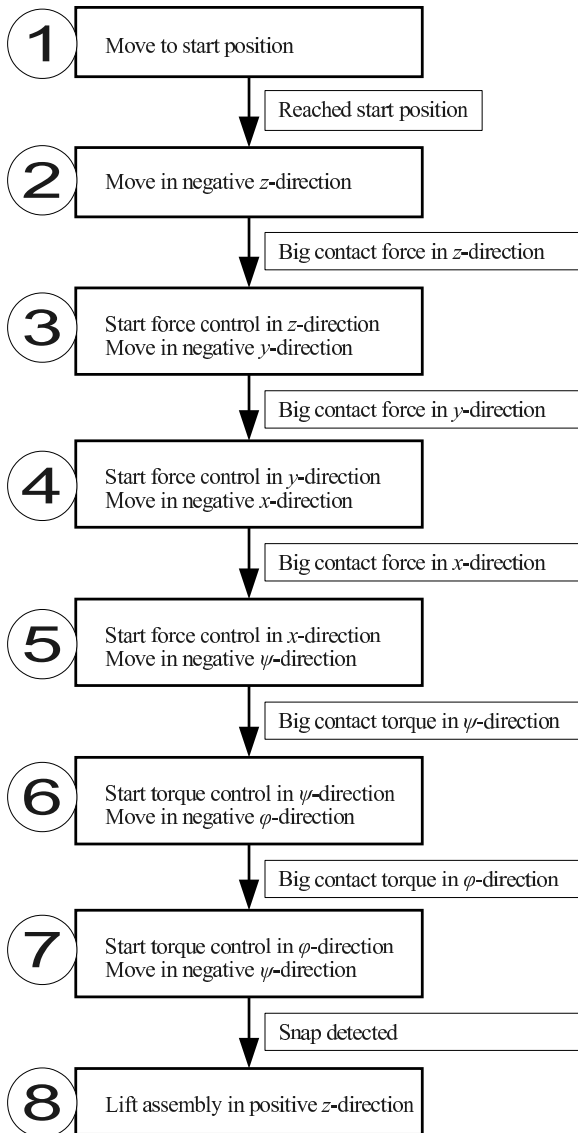 1
Move to start position
Reached start position
2
Move in negative z-direction
Big contact force in z-direction
3
Start force control in z-direction
Move in negative y-direction
Big contact force in y-direction
4
Start force control in y-direction
Move in negative x-direction
Big contact force in x-direction
5
Start force control in x-direction
Move in negative ψ-direction
Big contact torque in ψ-direction
6
Start torque control in ψ-direction
Move in negative φ-direction
Big contact torque in φ-direction
7
Start torque control in φ-direction
Move in negative ψ-direction
Snap detected
8
Lift assembly in positive z-direction